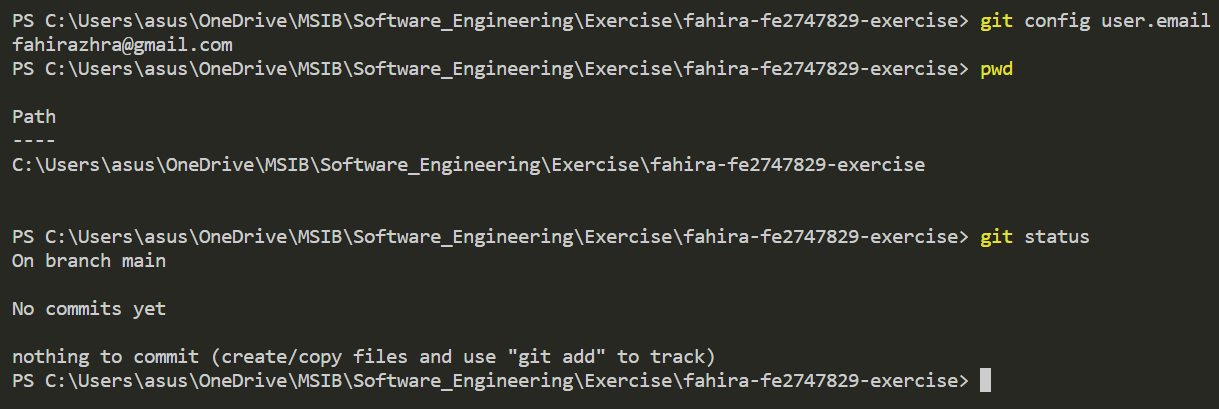 PS C:\Users\asus\OneDrive\MSIB\Software_Engineering\Exercise\fahira-fe2747829-exercise> git config user.email
fahirazhra@gmail.com
PS C:\Users\asus\OneDrive\MSIB\Software_Engineering\Exercise\fahira-fe2747829-exercise> pwd
Path
----
C:\Users\asus\OneDrive\MSIB\Software_Engineering\Exercise\fahira-fe2747829-exercise
PS C:\Users\asus\OneDrive\MSIB\Software_Engineering\Exercise\fahira-fe2747829-exercise> git status
On branch main
No commits yet
nothing to commit (create/copy files and use "git add" to track)
PS C:\Users\asus\OneDrive\MSIB\Software_Engineering\Exercise\fahira-fe2747829-exercise>